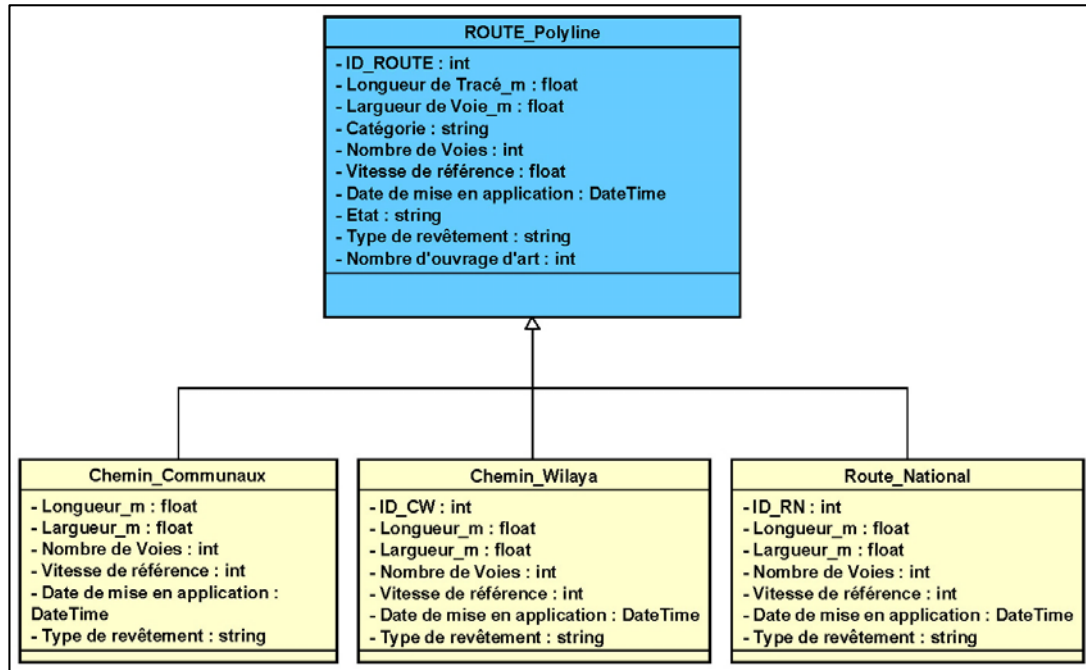 ROUTE_Polyline
- ID_ROUTE : int
- Longueur de Tracé_m : float
- Largueur de Voie_m : float
- Catégorie : string
- Nombre de Voies : int
- Vitesse de référence : float
- Date de mise en application : DateTime
- Etat : string
- Type de revêtement : string
- Nombre d'ouvrage d'art : int
Chemin_Communaux
- Longueur_m : float
- Largueur_m : float
- Nombre de Voies : int
- Vitesse de référence : int
- Date de mise en application :
DateTime
- Type de revêtement : string
Chemin_Wilaya
- ID_CW : int
- Longueur_m : float
- Largueur_m : float
- Nombre de Voies : int
- Vitesse de référence : int
- Date de mise en application : DateTime
- Type de revêtement : string
Route_National
- ID_RN : int
- Longueur_m : float
- Largueur_m : float
- Nombre de Voies : int
- Vitesse de référence : int
- Date de mise en application : DateTime
- Type de revêtement : string